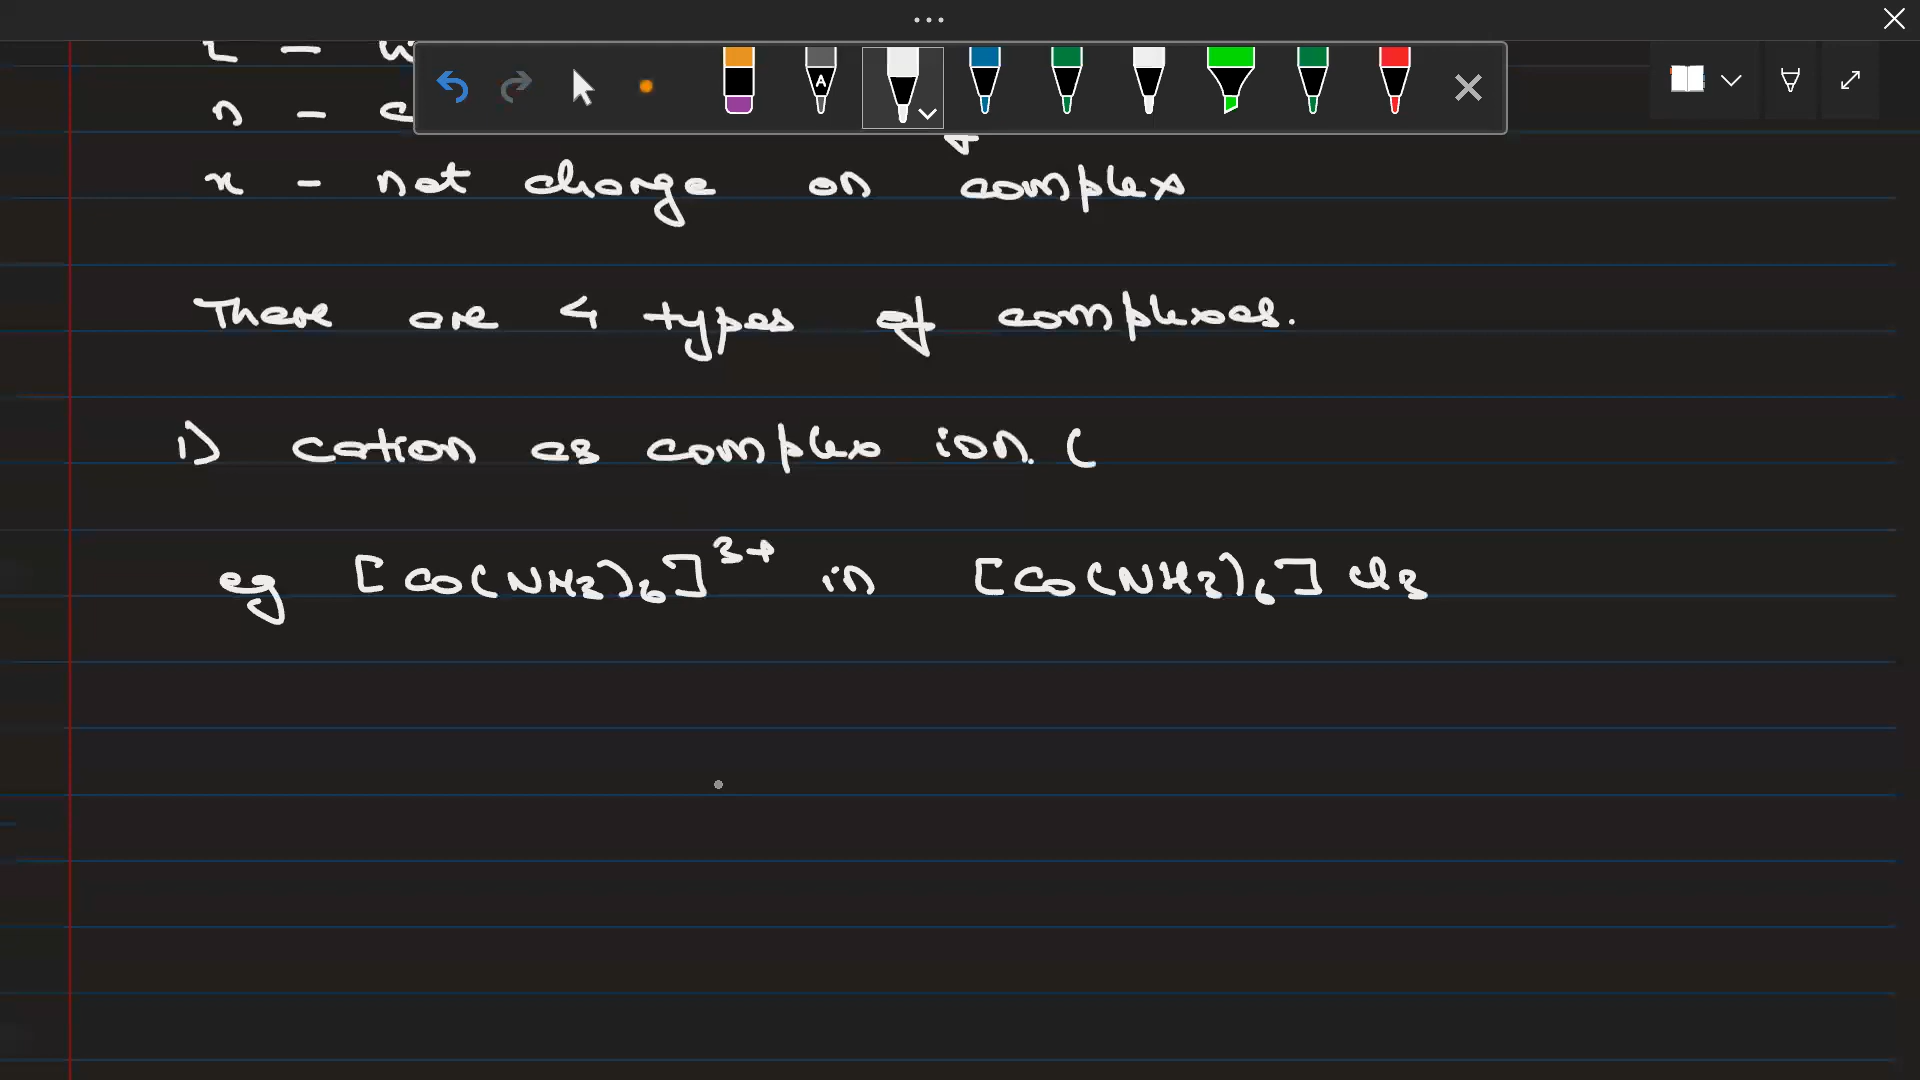 n -
x - not charge on complex
There are 4 types of complexes.
1) cation as complex ion. (
eg [Co(NH3)6]3+ in [Co(NH3)6] Cl3